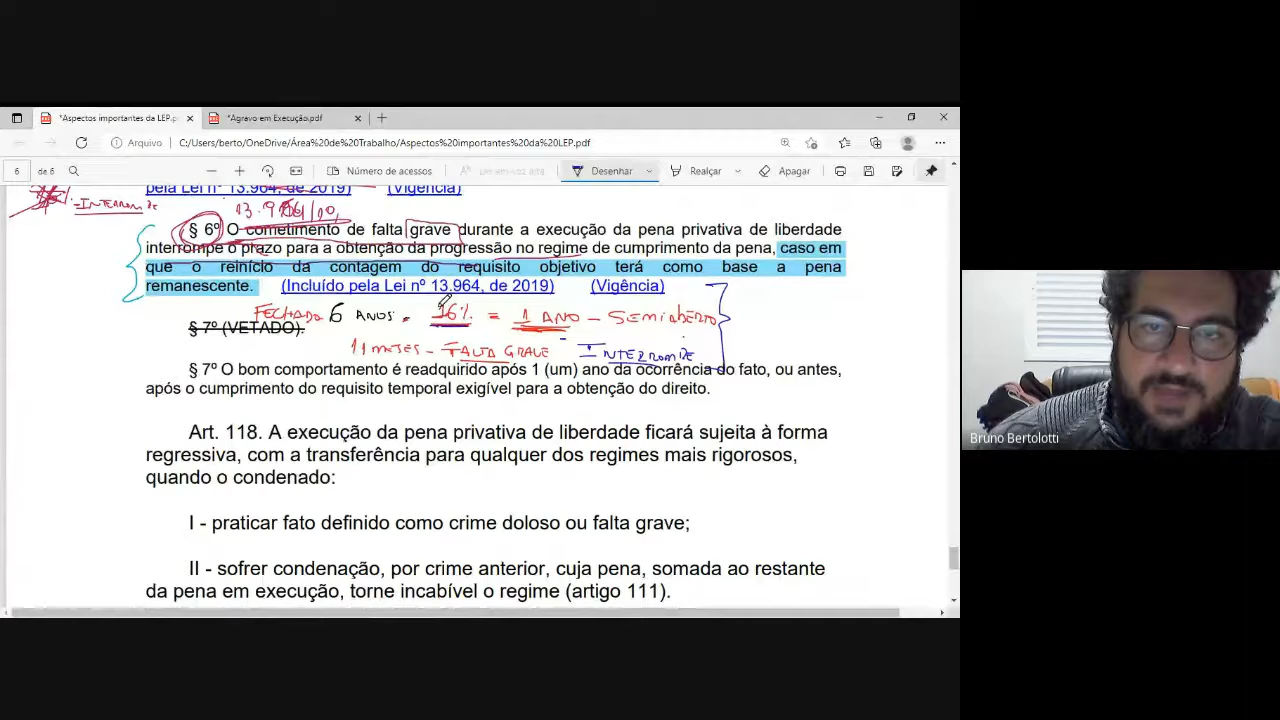 *Aspectos importantes da LEP.p
*Agravo em Execução.pdf
Arquivo C:/Users/berto/OneDrive/Área%20de%20Trabalho/Aspectos%20importantes%20da%20LEP.pdf
6 de 6 Número de acessos Desenhar Realçar Apagar
pela Lei nº 13.964, de 2019) (Vigência)
-INTERROMPE 13.964/19,
§ 6º O cometimento de falta grave durante a execução da pena privativa de liberdade
interrompe o prazo para a obtenção da progressão no regime de cumprimento da pena, caso em
que o reinício da contagem do requisito objetivo terá como base a pena
remanescente. (Incluído pela Lei nº 13.964, de 2019) (Vigência)
FECHADO 6 ANOS = 16% = 1 ANO - SEMIABERTO
§ 7º (VETADO).
11 MESES - FALTA GRAVE INTERROMPE
§ 7º O bom comportamento é readquirido após 1 (um) ano da ocorrência do fato, ou antes,
após o cumprimento do requisito temporal exigível para a obtenção do direito.
Art. 118. A execução da pena privativa de liberdade ficará sujeita à forma
regressiva, com a transferência para qualquer dos regimes mais rigorosos,
quando o condenado:
I - praticar fato definido como crime doloso ou falta grave;
II - sofrer condenação, por crime anterior, cuja pena, somada ao restante
da pena em execução, torne incabível o regime (artigo 111).
Bruno Bertolotti